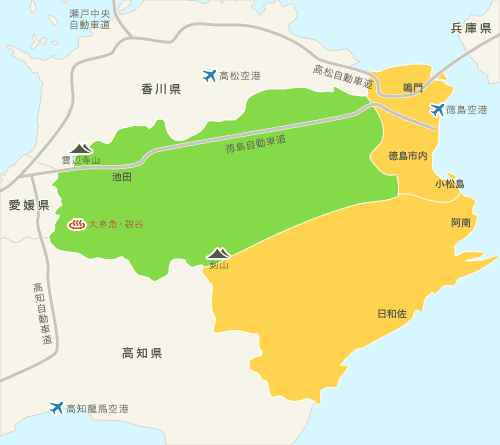 瀬戸中央
自動車道
兵庫県
高松空港
高松自動車道
香川県
鳴門
徳島空港
徳島自動車道
徳島市内
雲辺寺山
池田
小松島
愛媛県
大歩危・祖谷
阿南
剣山
高知自動車道
日和佐
高知県
高知龍馬空港